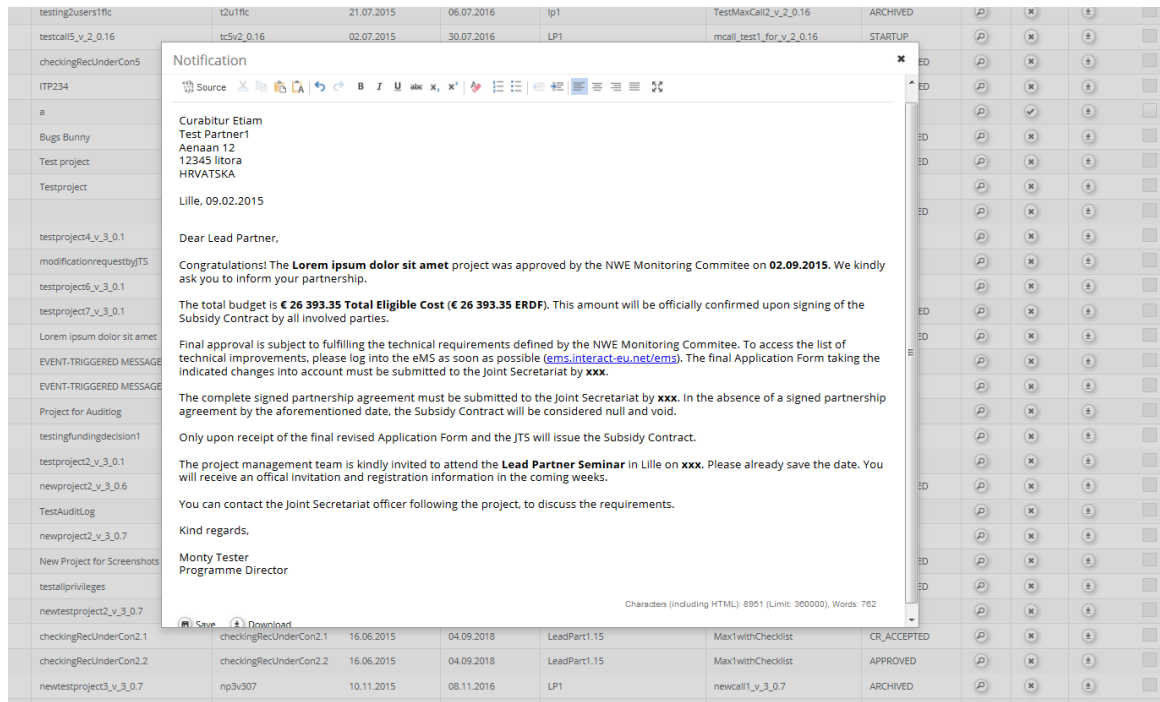 testing2users1flc t2u1flc 21.07.2015 06.07.2016 lp1 TestMaxCall2_v_2_0.16 ARCHIVED
testcall5_v_2_0.16 tc5v2_0.16 02.07.2015 30.07.2016 LP1 mcall_test1_for_v_2_0.16 STARTUP
checkingRecUnderCon5 ED
ITP234 ED
a
Bugs Bunny ED
Test project ED
Testproject
ED
testproject4_v_3_0.1
modificationrequestbyJTS
testproject6_v_3_0.1
testproject7_v_3_0.1 ED
Lorem ipsum dolor sit amet ED
EVENT-TRIGGERED MESSAGE
EVENT-TRIGGERED MESSAGE
Project for Auditlog
testingfundingdecision1
testproject2_v_3_0.1
newproject2_v_3_0.6 ED
TestAuditLog
newproject2_v_3_0.7
New Project for Screenshots ED
testallprivileges ED
newtestproject2_v_3_0.7
Notification
Source B I U abc x, x²
Curabitur Etiam
Test Partner1
Aenaan 12
12345 litora
HRVATSKA
Lille, 09.02.2015
Dear Lead Partner,
Congratulations! The Lorem ipsum dolor sit amet project was approved by the NWE Monitoring Commitee on 02.09.2015. We kindly
ask you to inform your partnership.
The total budget is € 26 393.35 Total Eligible Cost (€ 26 393.35 ERDF). This amount will be officially confirmed upon signing of the
Subsidy Contract by all involved parties.
Final approval is subject to fulfilling the technical requirements defined by the NWE Monitoring Commitee. To access the list of
technical improvements, please log into the eMS as soon as possible (ems.interact-eu.net/ems). The final Application Form taking the
indicated changes into account must be submitted to the Joint Secretariat by xxx.
The complete signed partnership agreement must be submitted to the Joint Secretariat by xxx. In the absence of a signed partnership
agreement by the aforementioned date, the Subsidy Contract will be considered null and void.
Only upon receipt of the final revised Application Form and the JTS will issue the Subsidy Contract.
The project management team is kindly invited to attend the Lead Partner Seminar in Lille on xxx. Please already save the date. You
will receive an offical invitation and registration information in the coming weeks.
You can contact the Joint Secretariat officer following the project, to discuss the requirements.
Kind regards,
Monty Tester
Programme Director
Characters (including HTML): 8951 (Limit: 360000), Words: 762
Save Download
checkingRecUnderCon2.1 checkingRecUnderCon2.1 16.06.2015 04.09.2018 LeadPart1.15 Max1withChecklist CR_ACCEPTED
checkingRecUnderCon2.2 checkingRecUnderCon2.2 16.06.2015 04.09.2018 LeadPart1.15 Max1withChecklist APPROVED
newtestproject3_v_3_0.7 np3v307 10.11.2015 08.11.2016 LP1 newcall1_v_3_0.7 ARCHIVED